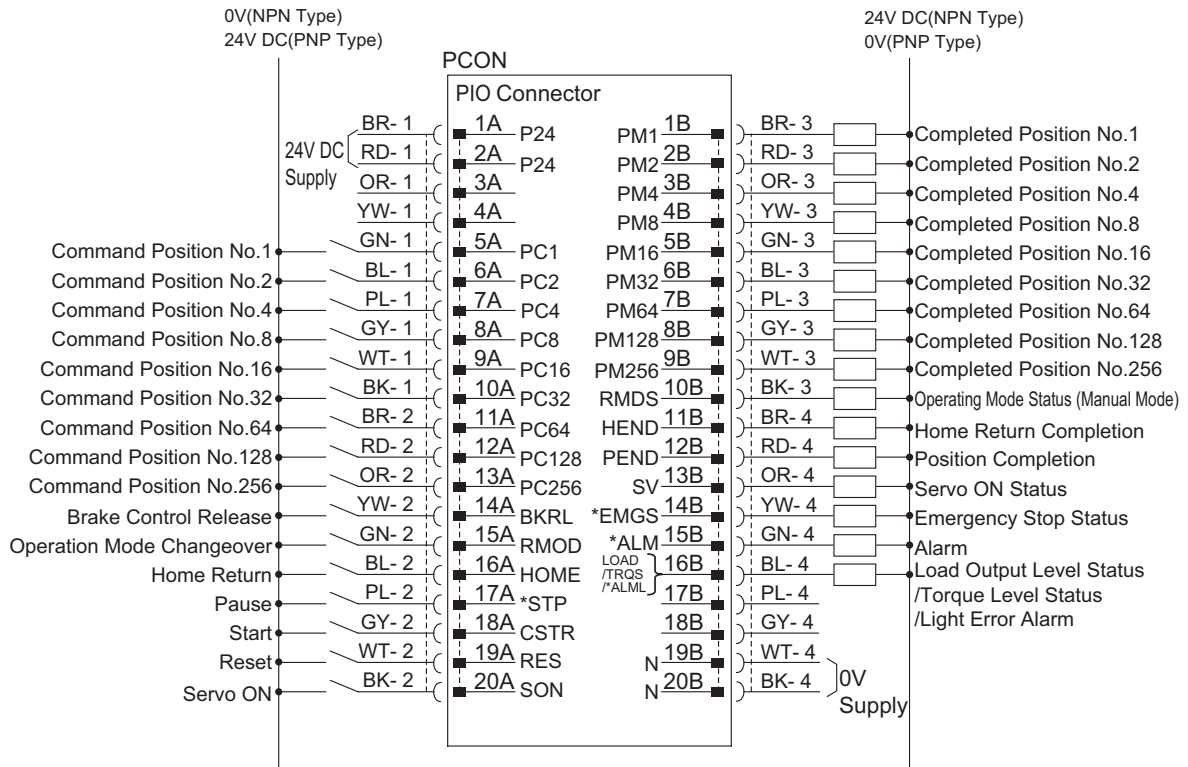 0V(NPN Type)
24V DC(PNP Type)
24V DC(NPN Type)
0V(PNP Type)
PCON
PIO Connector
24V DC
Supply
BR- 1 1A P24 PM1 1B BR- 3 Completed Position No.1
RD- 1 2A P24 PM2 2B RD- 3 Completed Position No.2
OR- 1 3A PM4 3B OR- 3 Completed Position No.4
YW- 1 4A PM8 4B YW- 3 Completed Position No.8
Command Position No.1 GN- 1 5A PC1 PM16 5B GN- 3 Completed Position No.16
Command Position No.2 BL- 1 6A PC2 PM32 6B BL- 3 Completed Position No.32
Command Position No.4 PL- 1 7A PC4 PM64 7B PL- 3 Completed Position No.64
Command Position No.8 GY- 1 8A PC8 PM128 8B GY- 3 Completed Position No.128
Command Position No.16 WT- 1 9A PC16 PM256 9B WT- 3 Completed Position No.256
Command Position No.32 BK- 1 10A PC32 RMDS 10B BK- 3 Operating Mode Status (Manual Mode)
Command Position No.64 BR- 2 11A PC64 HEND 11B BR- 4 Home Return Completion
Command Position No.128 RD- 2 12A PC128 PEND 12B RD- 4 Position Completion
Command Position No.256 OR- 2 13A PC256 SV 13B OR- 4 Servo ON Status
Brake Control Release YW- 2 14A BKRL *EMGS 14B YW- 4 Emergency Stop Status
Operation Mode Changeover GN- 2 15A RMOD *ALM 15B GN- 4 Alarm
Home Return BL- 2 16A HOME LOAD /TRQS /*ALML 16B BL- 4 Load Output Level Status
/Torque Level Status
/Light Error Alarm
Pause PL- 2 17A *STP 17B PL- 4
Start GY- 2 18A CSTR 18B GY- 4
Reset WT- 2 19A RES N 19B WT- 4
Servo ON BK- 2 20A SON N 20B BK- 4
0V
Supply